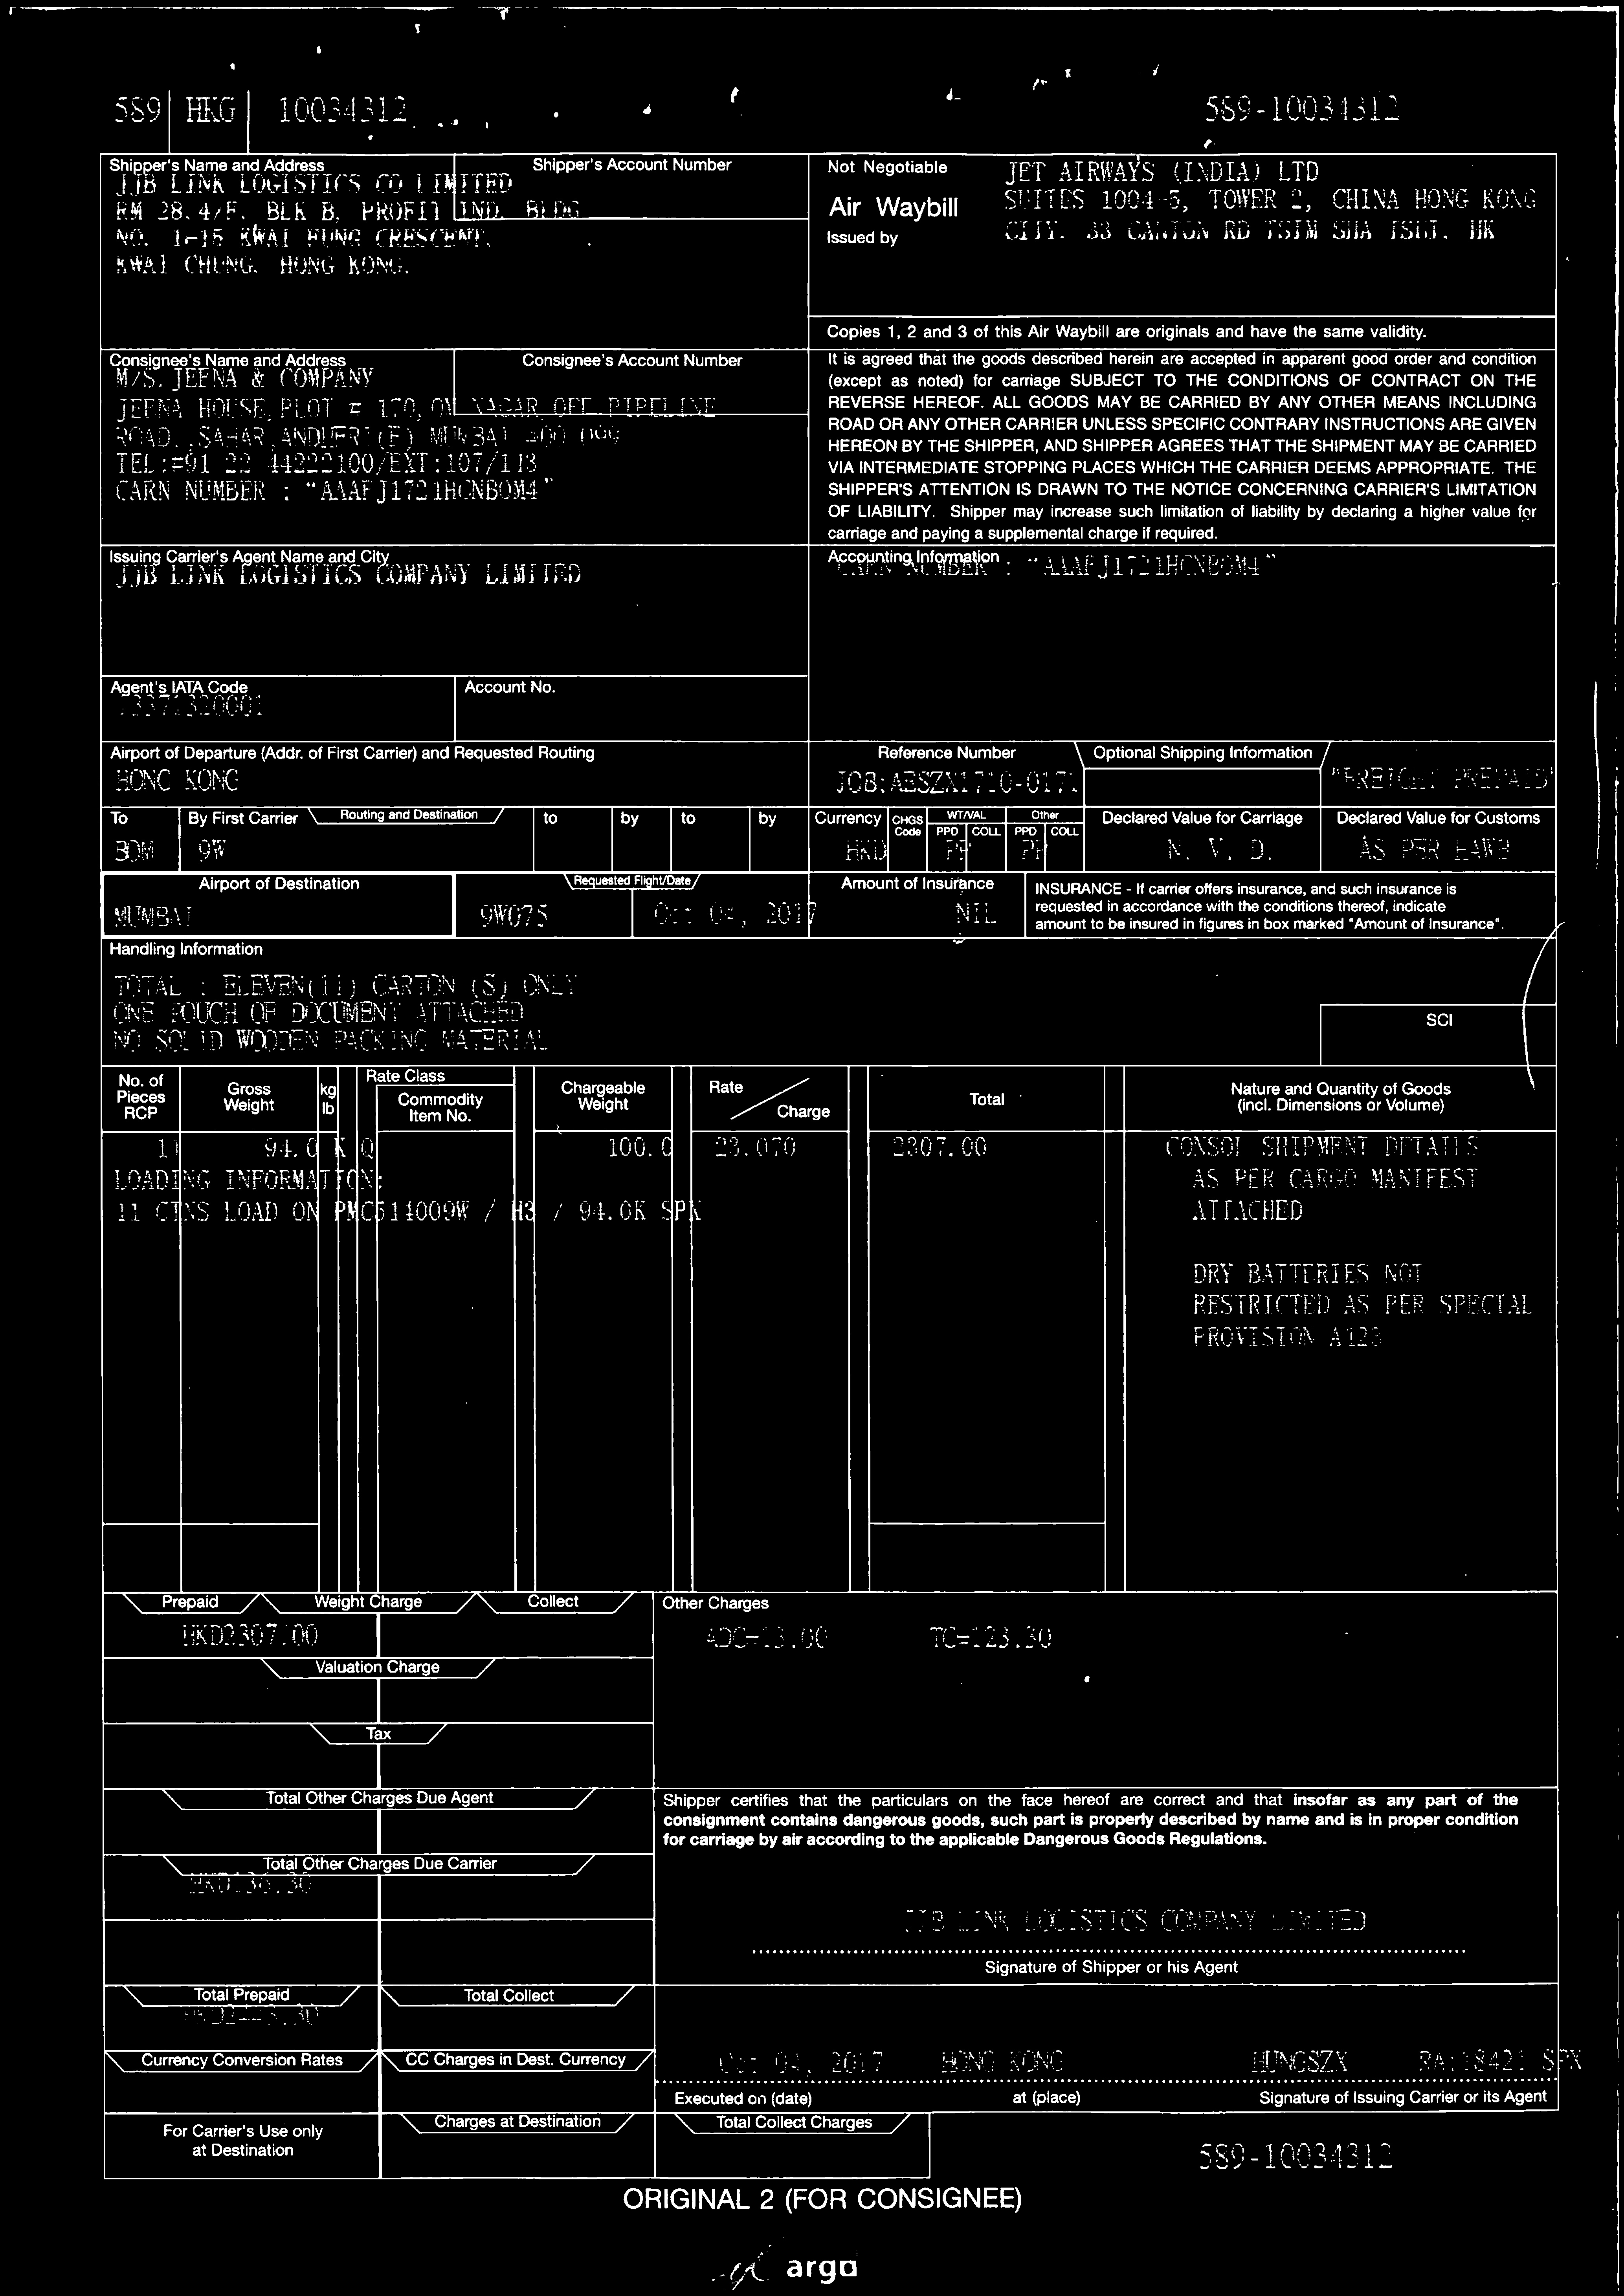 589 HKG 10034312
589-10034312
Shipper's Name and Address
Shipper's Account Number
JJB LINK LOGISTICS CO LIMITED
RM 28, 4/F, BLK B, PROFIT IND. BLDG
NO. 1-15 KWAI HUNG CRESCENT,
KWAI CHUNG, HONG KONG.
Not Negotiable
Air Waybill
Issued by
JET AIRWAYS (INDIA) LTD
SUITES 1004-5, TOWER 2, CHINA HONG KONG
CITY, 33 CANTON RD TSIM SHA TSUI, HK
Copies 1, 2 and 3 of this Air Waybill are originals and have the same validity.
Consignee's Name and Address
Consignee's Account Number
M/S. JEENA & COMPANY
JEENA HOUSE, PLOT # 170, OM NAGAR OFF PIPELINE
ROAD, SAHAR, ANDHERI(E) MUMBAI 400 099
TEL:#91 22 44222100/EXT:107/113
CARN NUMBER : "AAAFJ1721HCNBOM4"
It is agreed that the goods described herein are accepted in apparent good order and condition
(except as noted) for carriage SUBJECT TO THE CONDITIONS OF CONTRACT ON THE
REVERSE HEREOF. ALL GOODS MAY BE CARRIED BY ANY OTHER MEANS INCLUDING
ROAD OR ANY OTHER CARRIER UNLESS SPECIFIC CONTRARY INSTRUCTIONS ARE GIVEN
HEREON BY THE SHIPPER, AND SHIPPER AGREES THAT THE SHIPMENT MAY BE CARRIED
VIA INTERMEDIATE STOPPING PLACES WHICH THE CARRIER DEEMS APPROPRIATE. THE
SHIPPER'S ATTENTION IS DRAWN TO THE NOTICE CONCERNING CARRIER'S LIMITATION
OF LIABILITY. Shipper may increase such limitation of liability by declaring a higher value for
carriage and paying a supplemental charge if required.
Issuing Carrier's Agent Name and City
JJB LINK LOGISTICS COMPANY LIMITED
Accounting Information
CARN NUMBER : "AAAFJ1721HCNBOM4"
Agent's IATA Code
Account No.
13371320001
Airport of Departure (Addr. of First Carrier) and Requested Routing
HONG KONG
Reference Number
Optional Shipping Information
JOB:AESZX1710-0171
"FREIGHT PREPAID"
To By First Carrier Routing and Destination to by to by
BOM 9W
Currency CHGS Code WT/VAL PPD COLL Other PPD COLL Declared Value for Carriage Declared Value for Customs
HKD PP PP N. V. D. AS PER HAWB
Airport of Destination
Requested Flight/Date
MUMBAI 9W075 Oct 04, 2017
Amount of Insurance
NIL
INSURANCE - If carrier offers insurance, and such insurance is
requested in accordance with the conditions thereof, indicate
amount to be insured in figures in box marked "Amount of Insurance".
Handling Information
TOTAL : ELEVEN(11) CARTON (S) ONLY
ONE POUCH OF DOCUMENT ATTACHED
NO SOLID WOODEN PACKING MATERIAL
SCI
No. of Pieces RCP Gross Weight kg lb Rate Class Commodity Item No. Chargeable Weight Rate / Charge Total Nature and Quantity of Goods (incl. Dimensions or Volume)
11 94.0 K Q 100.0 23.070 2307.00 CONSOL SHIPMENT DETAILS
LOADING INFORMATION: AS PER CARGO MANIFEST
11 CTNS LOAD ON PMC511009W / H3 / 94.0K SPX ATTACHED
DRY BATTERIES NOT
RESTRICTED AS PER SPECIAL
PROVISION A123
Prepaid Weight Charge Collect
HKD2307.00
Other Charges
ADC=13.00 TC=123.30
Valuation Charge
Tax
Total Other Charges Due Agent
Shipper certifies that the particulars on the face hereof are correct and that insofar as any part of the
consignment contains dangerous goods, such part is properly described by name and is in proper condition
for carriage by air according to the applicable Dangerous Goods Regulations.
Total Other Charges Due Carrier
HKD136.30
JJB LINK LOGISTICS COMPANY LIMITED
Signature of Shipper or his Agent
Total Prepaid Total Collect
HKD2443.30
Currency Conversion Rates CC Charges in Dest. Currency
Oct 04, 2017 HONG KONG HUNGSZX RA:18421 SPX
Executed on (date) at (place) Signature of Issuing Carrier or its Agent
For Carrier's Use only
at Destination
Charges at Destination
Total Collect Charges
589-10034312
ORIGINAL 2 (FOR CONSIGNEE)
argo